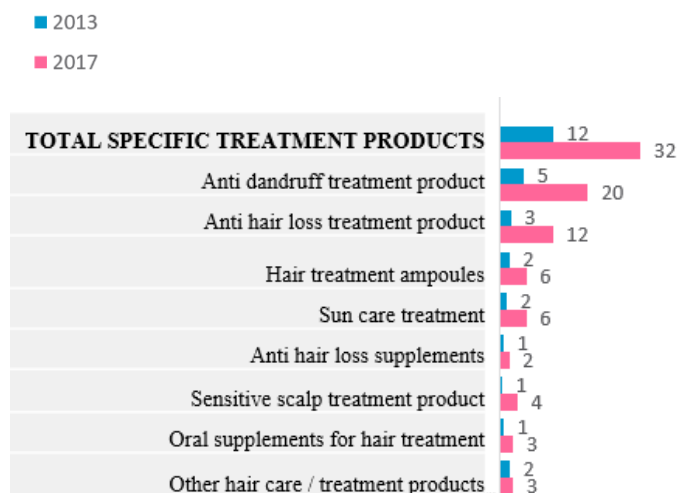 2013
2017
TOTAL SPECIFIC TREATMENT PRODUCTS 12
32
Anti dandruff treatment product 5
20
Anti hair loss treatment product 3
12
Hair treatment ampoules 2
6
Sun care treatment 2
6
Anti hair loss supplements 1
2
Sensitive scalp treatment product 1
4
Oral supplements for hair treatment 1
3
Other hair care / treatment products 2
3